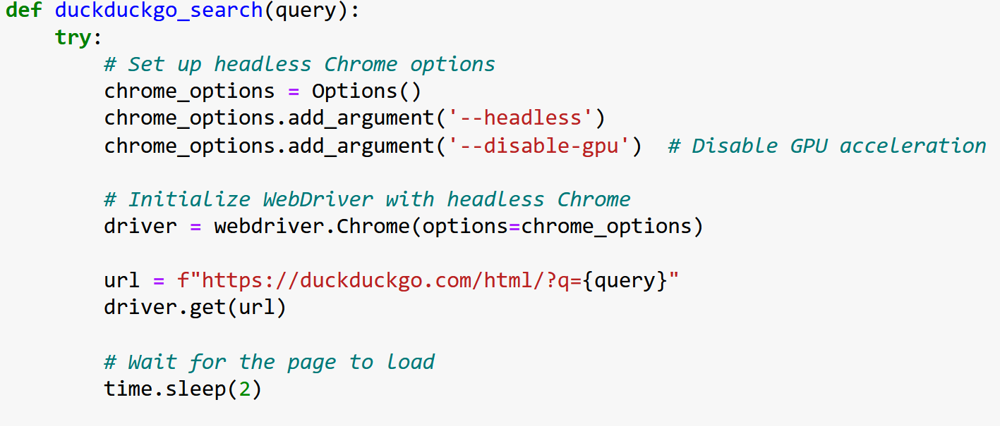 def duckduckgo_search(query):
    try:
        # Set up headless Chrome options
        chrome_options = Options()
        chrome_options.add_argument('--headless')
        chrome_options.add_argument('--disable-gpu')  # Disable GPU acceleration

        # Initialize WebDriver with headless Chrome
        driver = webdriver.Chrome(options=chrome_options)

        url = f"https://duckduckgo.com/html/?q={query}"
        driver.get(url)

        # Wait for the page to load
        time.sleep(2)